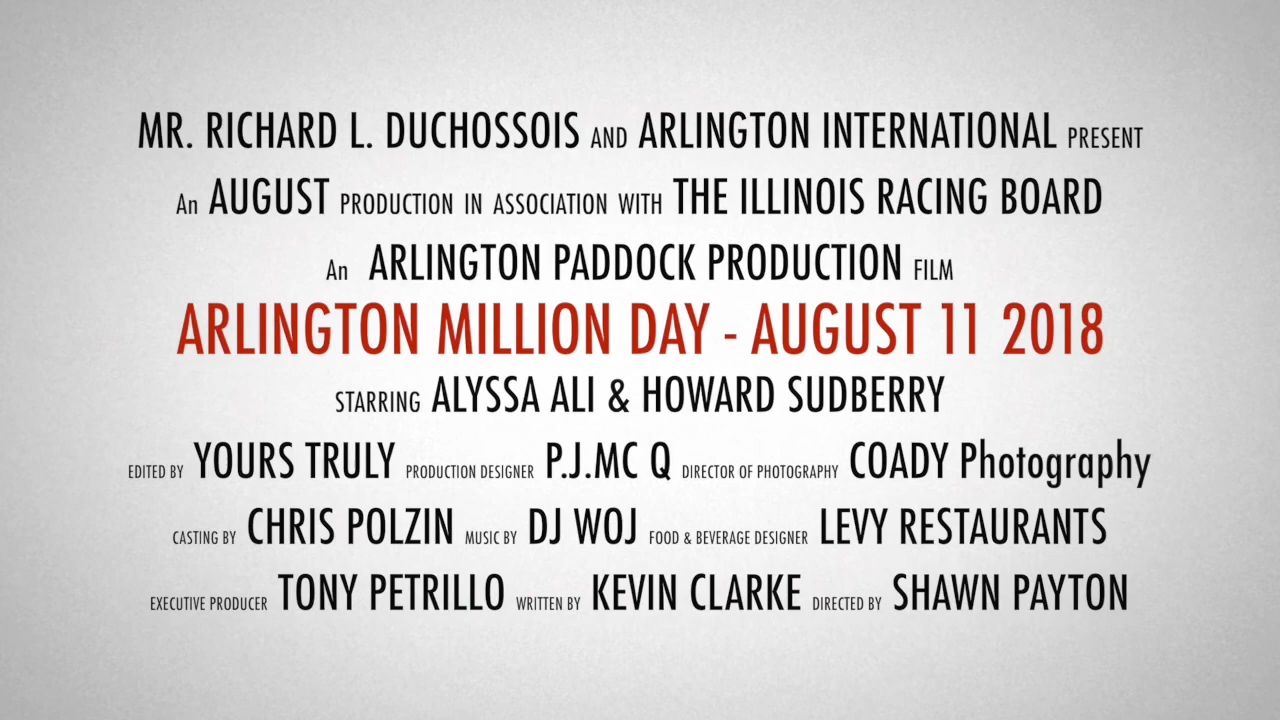 MR. RICHARD L. DUCHOSSOIS AND ARLINGTON INTERNATIONAL PRESENT
An AUGUST PRODUCTION IN ASSOCIATION WITH THE ILLINOIS RACING BOARD
An ARLINGTON PADDOCK PRODUCTION FILM
ARLINGTON MILLION DAY - AUGUST 11 2018
STARRING ALYSSA ALI & HOWARD SUDBERRY
EDITED BY YOURS TRULY PRODUCTION DESIGNER P.J.MC Q DIRECTOR OF PHOTOGRAPHY COADY Photography
CASTING BY CHRIS POLZIN MUSIC BY DJ WOJ FOOD & BEVERAGE DESIGNER LEVY RESTAURANTS
EXECUTIVE PRODUCER TONY PETRILLO WRITTEN BY KEVIN CLARKE DIRECTED BY SHAWN PAYTON